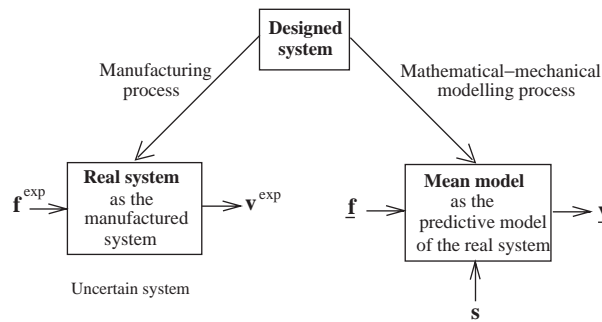 Designed
system
Manufacturing
process
Mathematical−mechanical
modelling process
Real system
as the
manufactured
system
f exp
v exp
Mean model
as the
predictive model
of the real system
f
v
Uncertain system
s